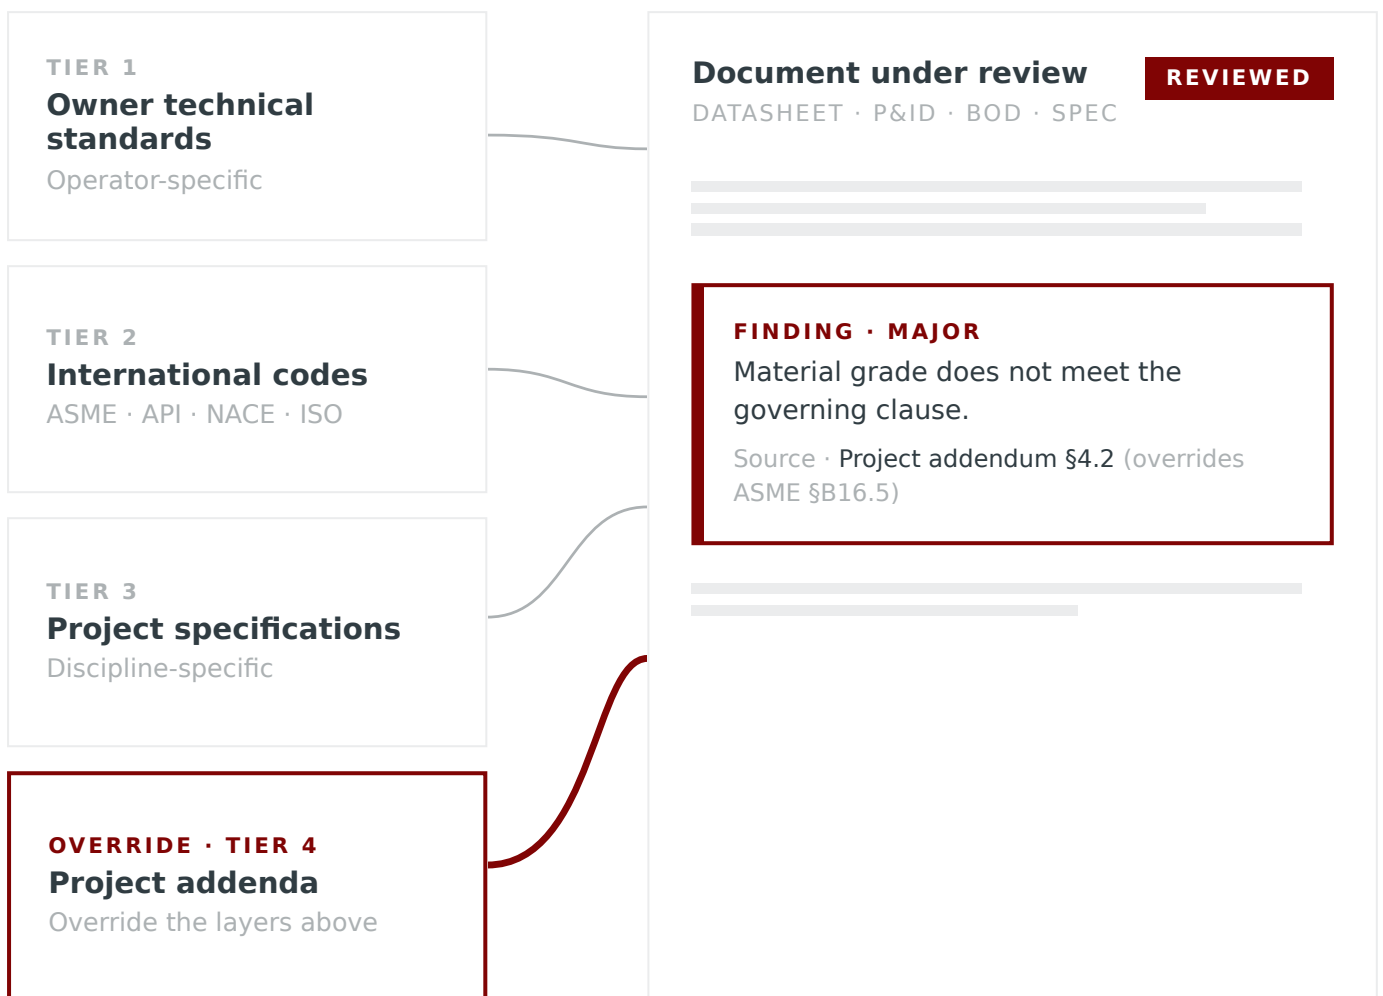 TIER 1
Owner technical
standards
Operator-specific
TIER 2
International codes
ASME · API · NACE · ISO
TIER 3
Project specifications
Discipline-specific
OVERRIDE · TIER 4
Project addenda
Override the layers above
Document under review
REVIEWED
DATASHEET · P&ID · BOD · SPEC
FINDING · MAJOR
Material grade does not meet the
governing clause.
Source · Project addendum §4.2 (overrides
ASME §B16.5)